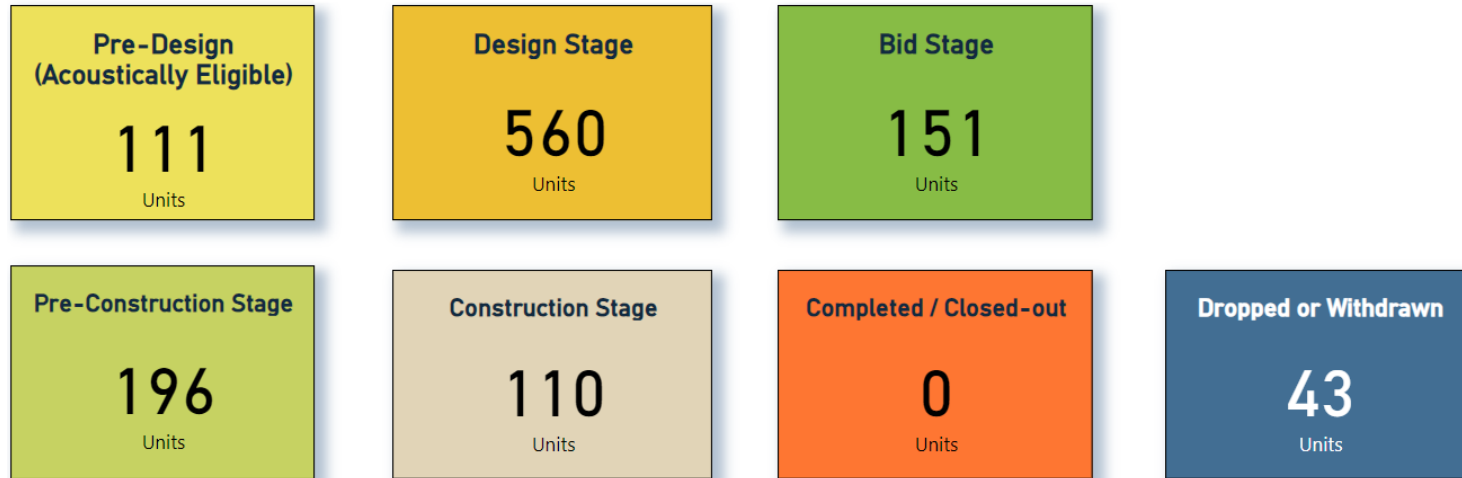 Pre-Design
(Acoustically Eligible)
111
Units
Design Stage
560
Units
Bid Stage
151
Units
Pre-Construction Stage
196
Units
Construction Stage
110
Units
Completed / Closed-out
0
Units
Dropped or Withdrawn
43
Units